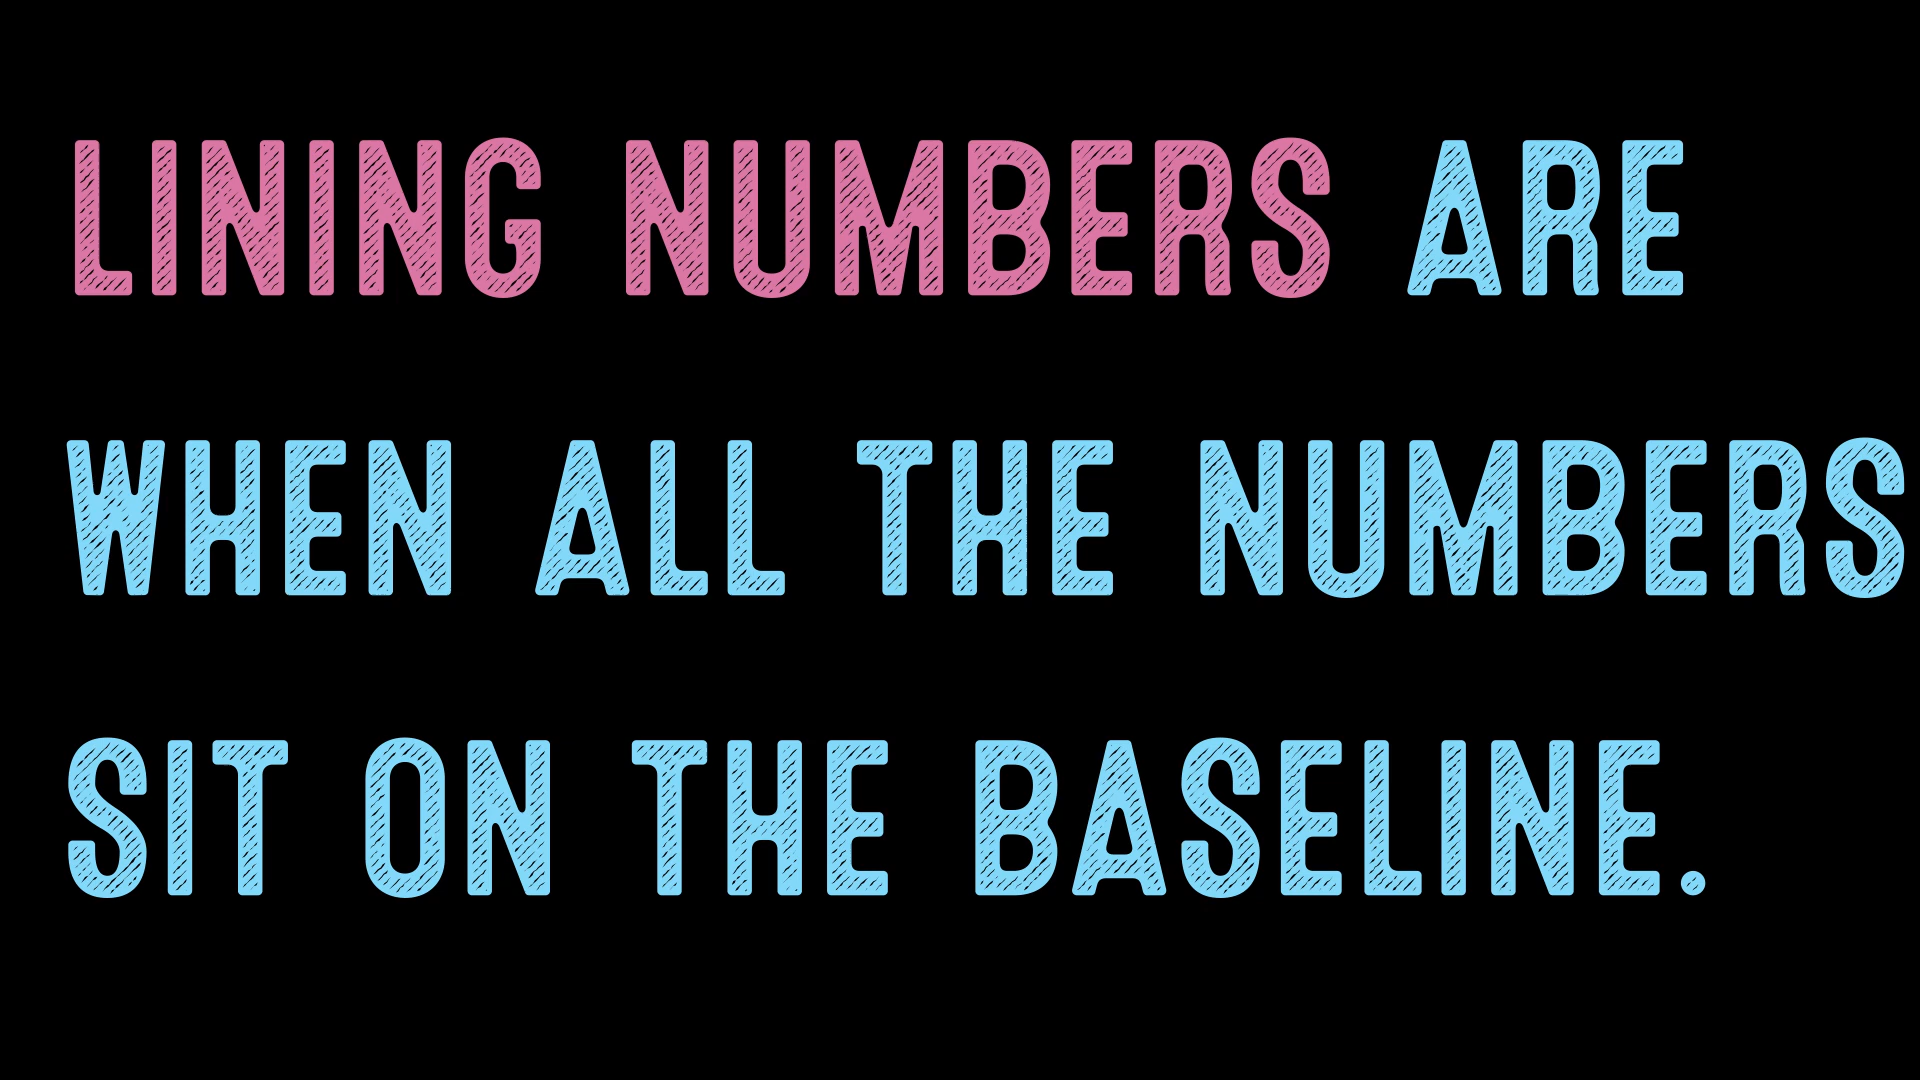 LINING NUMBERS ARE
WHEN ALL THE NUMBERS
SIT ON THE BASELINE.